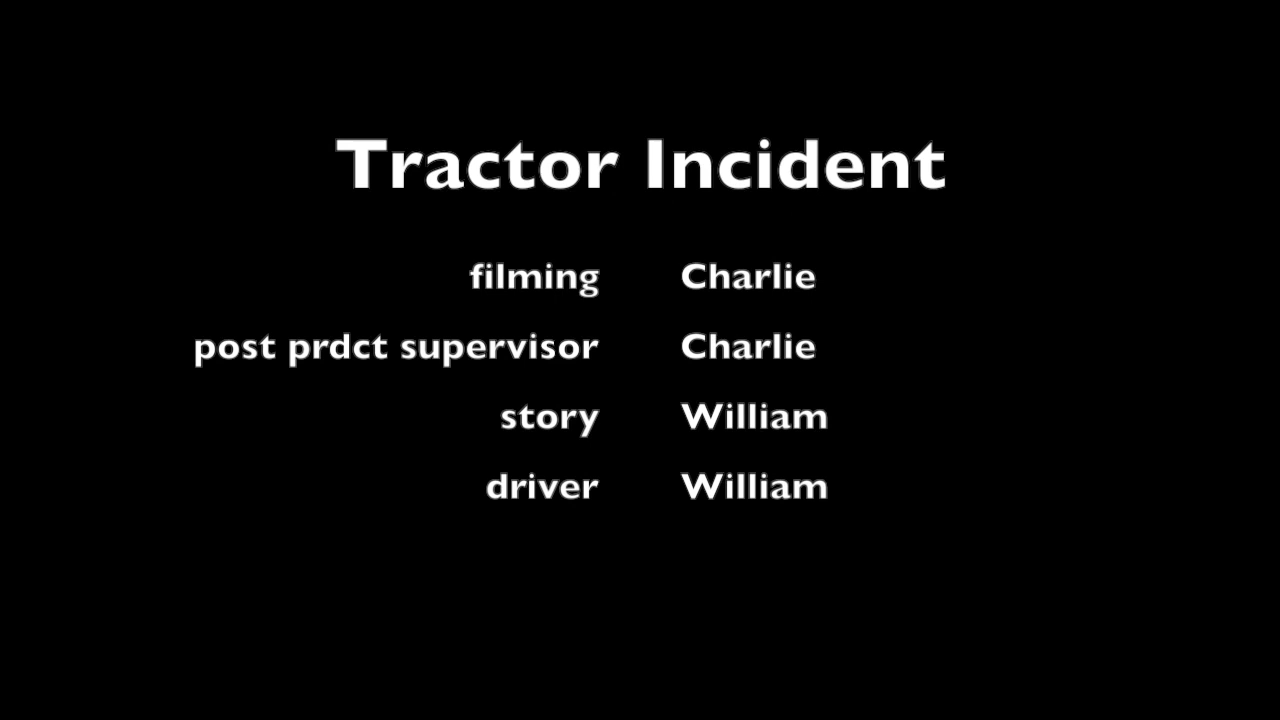 Tractor Incident
filming Charlie
post prdct supervisor Charlie
story William
driver William